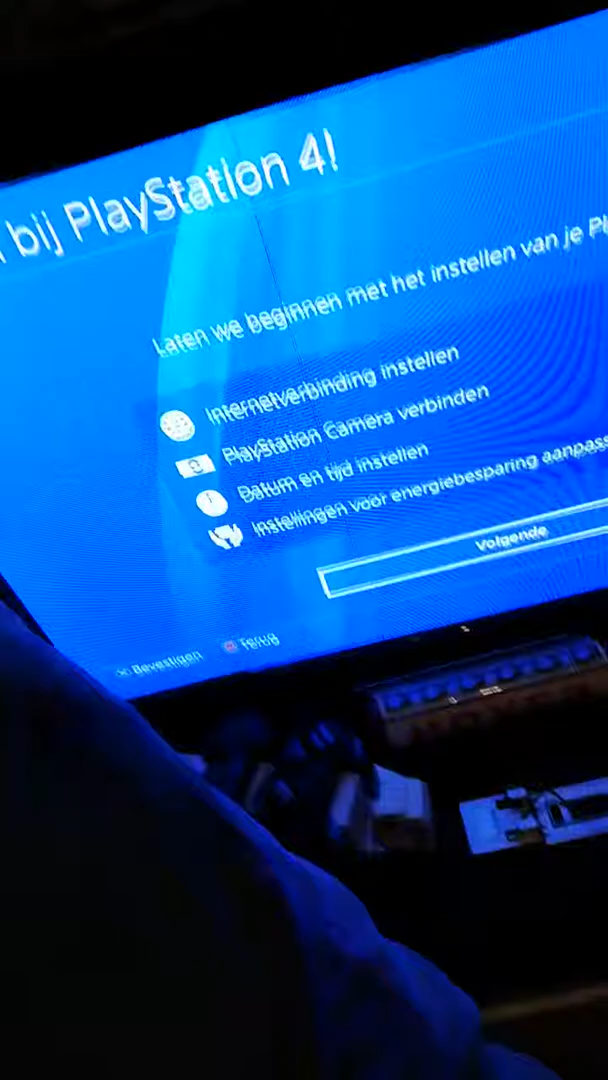 bij PlayStation 4!
Laten we beginnen met het instellen van je
Internetverbinding instellen
PlayStation Camera verbinden
Datum en tijd instellen
Instellingen voor energiebesparing
Volgende
Bevestigen Terug